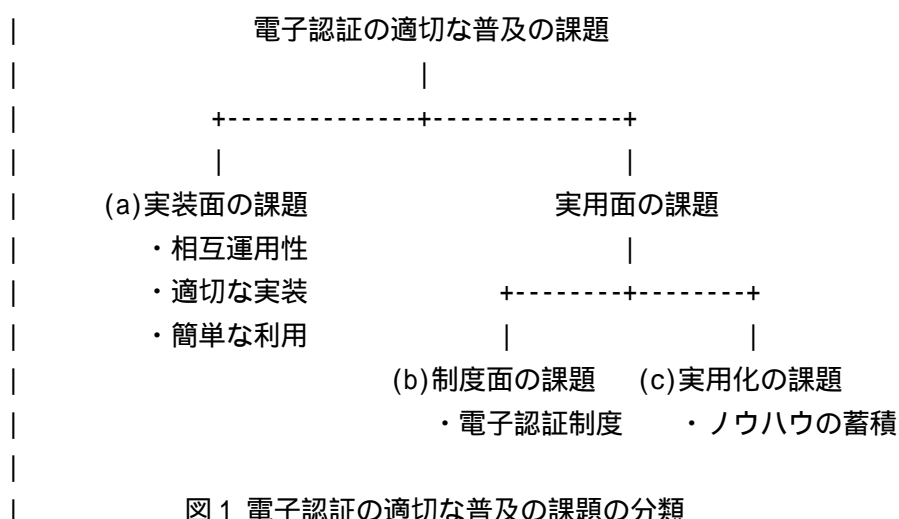 | 電子認証の適切な普及の課題
| |
| +--------------+--------------+
| | |
| (a)実装面の課題 実用面の課題
| ・相互運用性 |
| ・適切な実装 +--------+--------+
| ・簡単な利用 | |
| (b)制度面の課題 (c)実用化の課題
| ・電子認証制度 ・ノウハウの蓄積
|
| 図1 電子認証の適切な普及の課題の分類